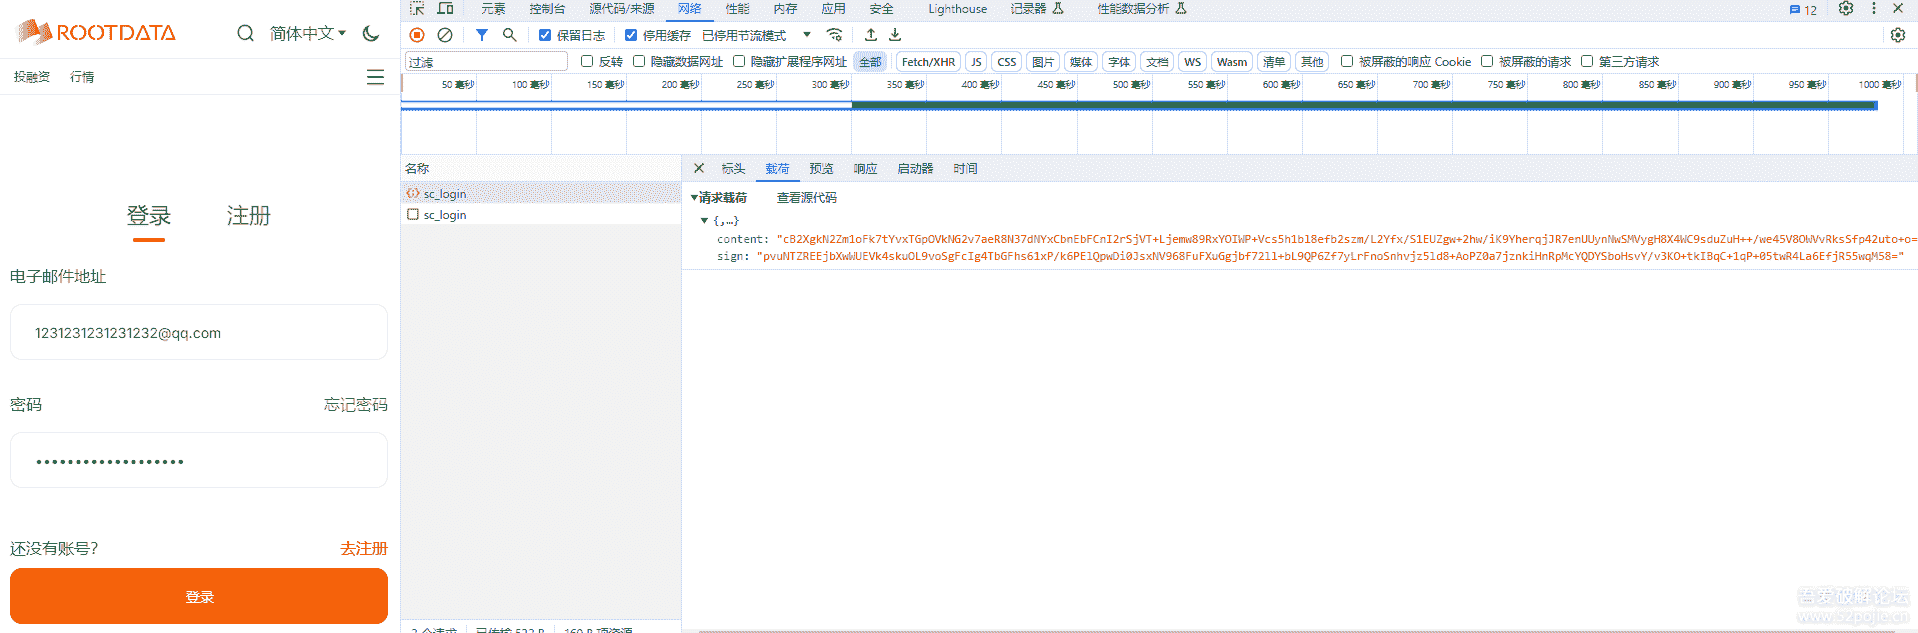 ROOTDATA
简体中文
投融资 行情
登录 注册
电子邮件地址
1231231231231232@qq.com
密码 忘记密码
还没有账号? 去注册
登录
元素 控制台 源代码/来源 网络 性能 内存 应用 安全 Lighthouse 记录器 性能数据分析 12
保留日志 停用缓存 已停用节流模式
过滤 反转 隐藏数据网址 隐藏扩展程序网址 全部 Fetch/XHR JS CSS 图片 媒体 字体 文档 WS Wasm 清单 其他 被屏蔽的响应 Cookie 被屏蔽的请求 第三方请求
50 毫秒 100 毫秒 150 毫秒 200 毫秒 250 毫秒 300 毫秒 350 毫秒 400 毫秒 450 毫秒 500 毫秒 550 毫秒 600 毫秒 650 毫秒 700 毫秒 750 毫秒 800 毫秒 850 毫秒 900 毫秒 950 毫秒 1000 毫秒
名称
sc_login
sc_login
标头 载荷 预览 响应 启动器 时间
请求载荷 查看源代码
{,…}
content: "cB2XgkN2Zm1oFk7tYvxTGpOVkNG2v7aeR8N37dNYxCbnEbFCnI2rSjVT+Ljemw89RxYOIWP+Vcs5h1bl8efb2szm/L2Yfx/S1EUZgw+2hw/iK9YherqjJR7enUUynNwSMVygH8X4WC9sduZuH++/we45V8OWVvRksSfp42uto+o=
sign: "pvuNTZREEjbXwWUEVk4skuOL9voSgFcIg4TbGFhs61xP/k6PElQpwDi0JsxNV968FuFXuGgjbf72ll+bL9QP6Zf7yLrFnoSnhvjz5ld8+AoPZ0a7jznkiHnRpMcYQDYSboHsvY/v3KO+tkIBqC+1qP+05twR4La6EfjR55wqM58="
吾爱破解论坛
www.52pojie.cn